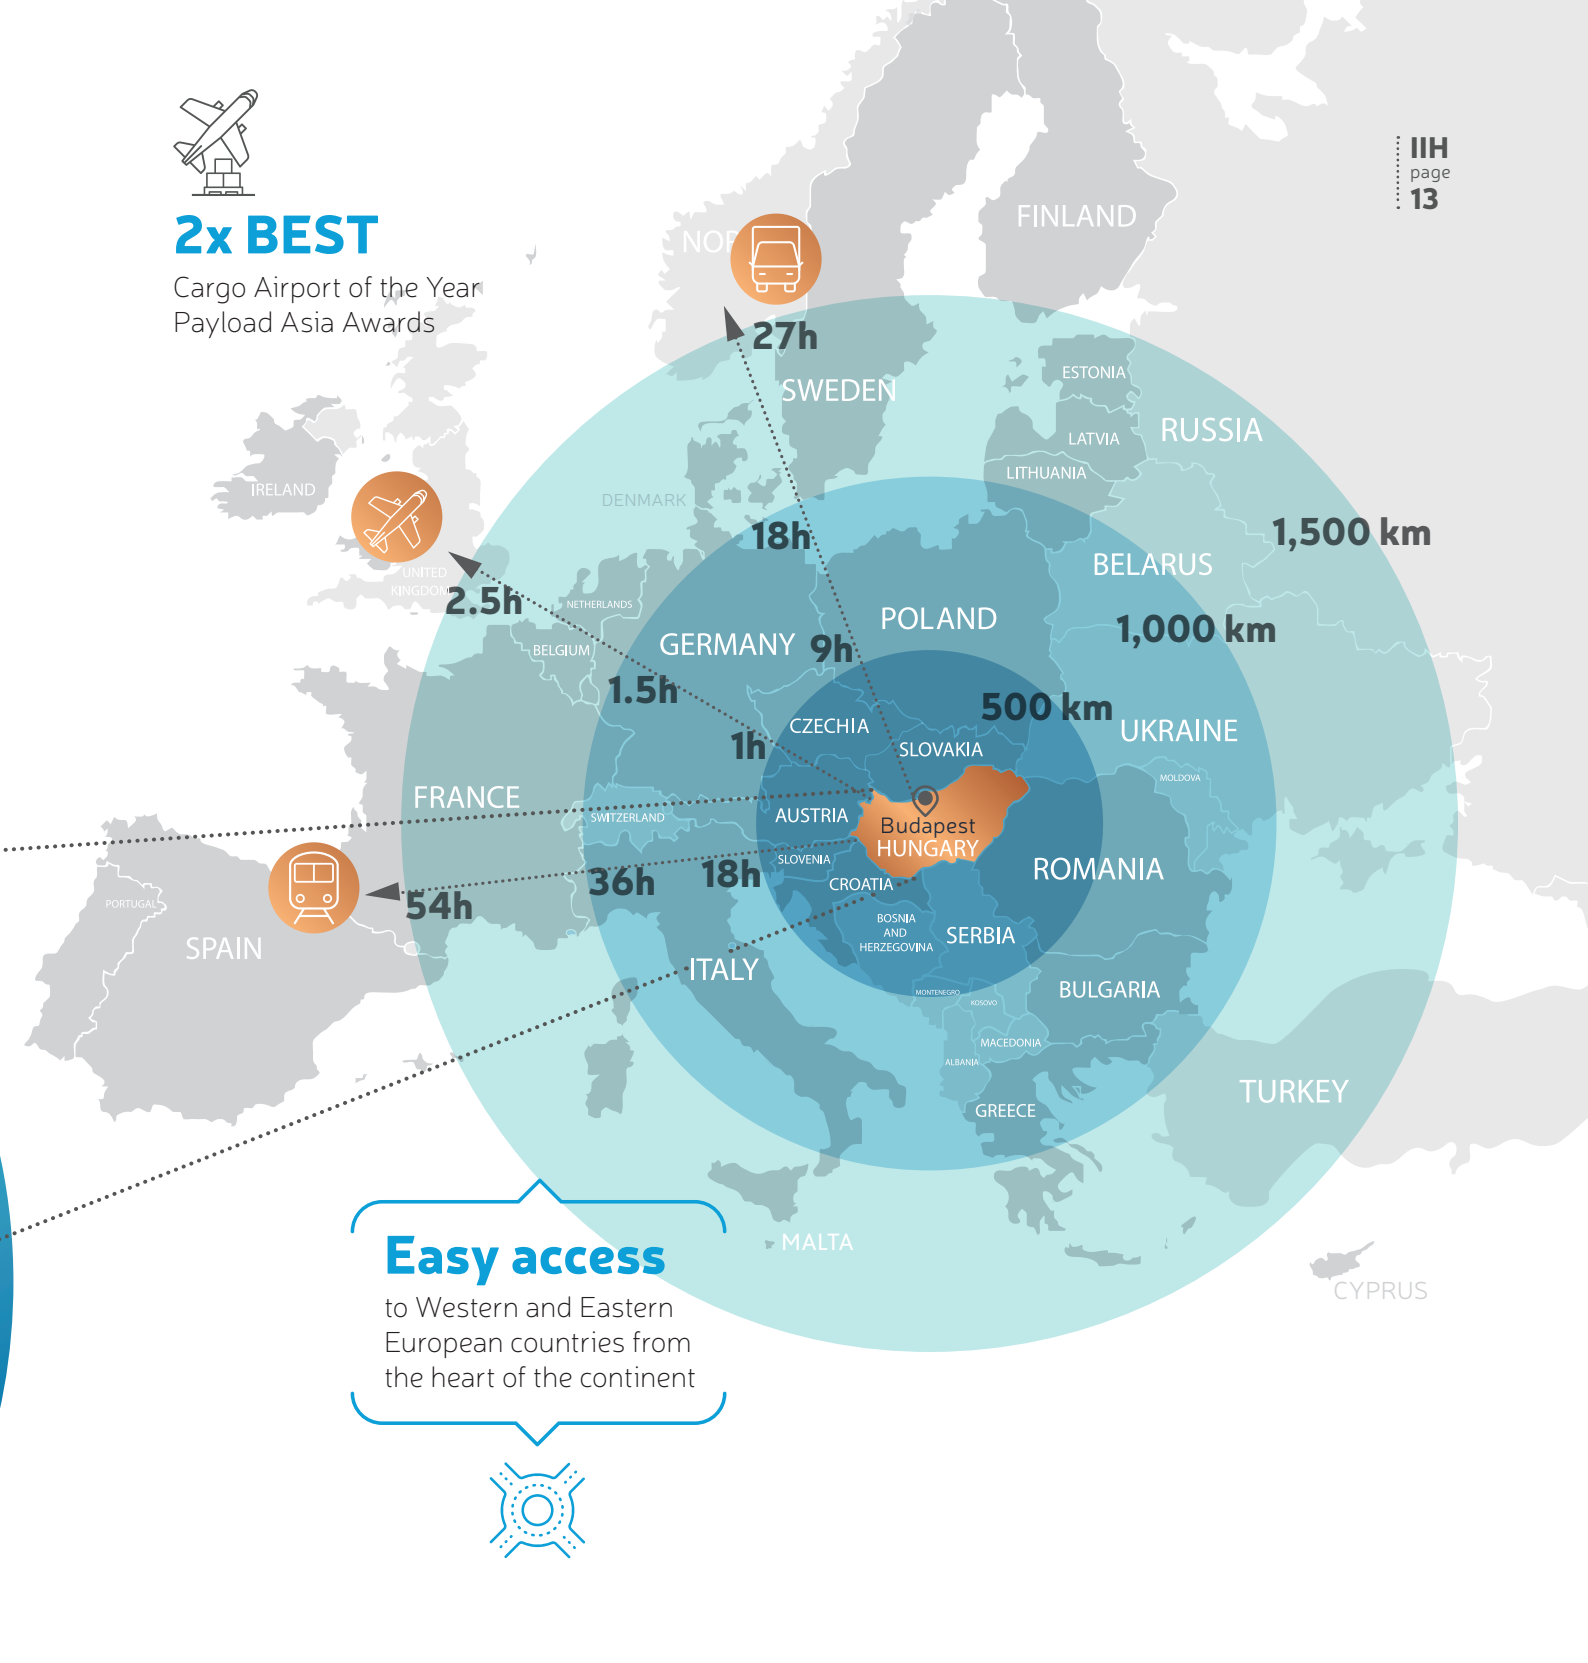 IIH
page
13
2x BEST
Cargo Airport of the Year
Payload Asia Awards
FINLAND
27h
SWEDEN
ESTONIA
RUSSIA
LATVIA
LITHUANIA
IRELAND
DENMARK
18h
1,500 km
BELARUS
UNITED
KINGDOM
2.5h
NETHERLANDS
POLAND
1,000 km
GERMANY
9h
BELGIUM
1.5h
500 km
CZECHIA
UKRAINE
1h
SLOVAKIA
MOLDOVA
FRANCE
SWITZERLAND
AUSTRIA
Budapest
HUNGARY
SLOVENIA
ROMANIA
36h
18h
CROATIA
54h
PORTUGAL
SPAIN
BOSNIA
AND
HERZEGOVINA
SERBIA
ITALY
MONTENEGRO
KOSOVO
BULGARIA
MACEDONIA
ALBANIA
GREECE
TURKEY
MALTA
CYPRUS
Easy access
to Western and Eastern
European countries from
the heart of the continent